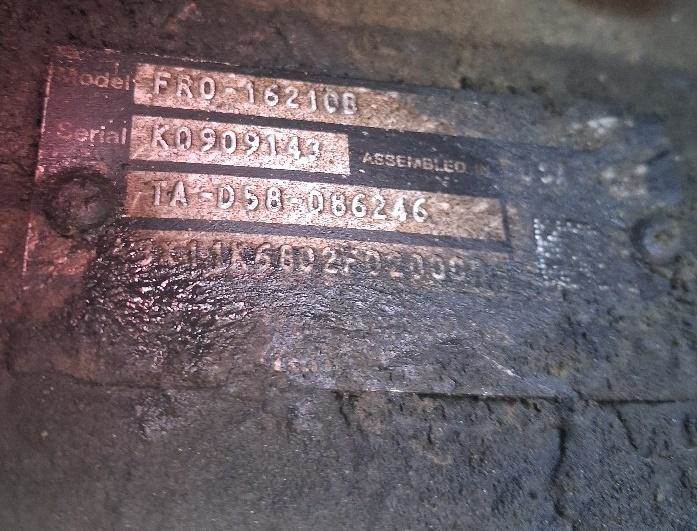 Model FRO-16210B
Serial K0909143 ASSEMBLED IN
TA-D58-086246